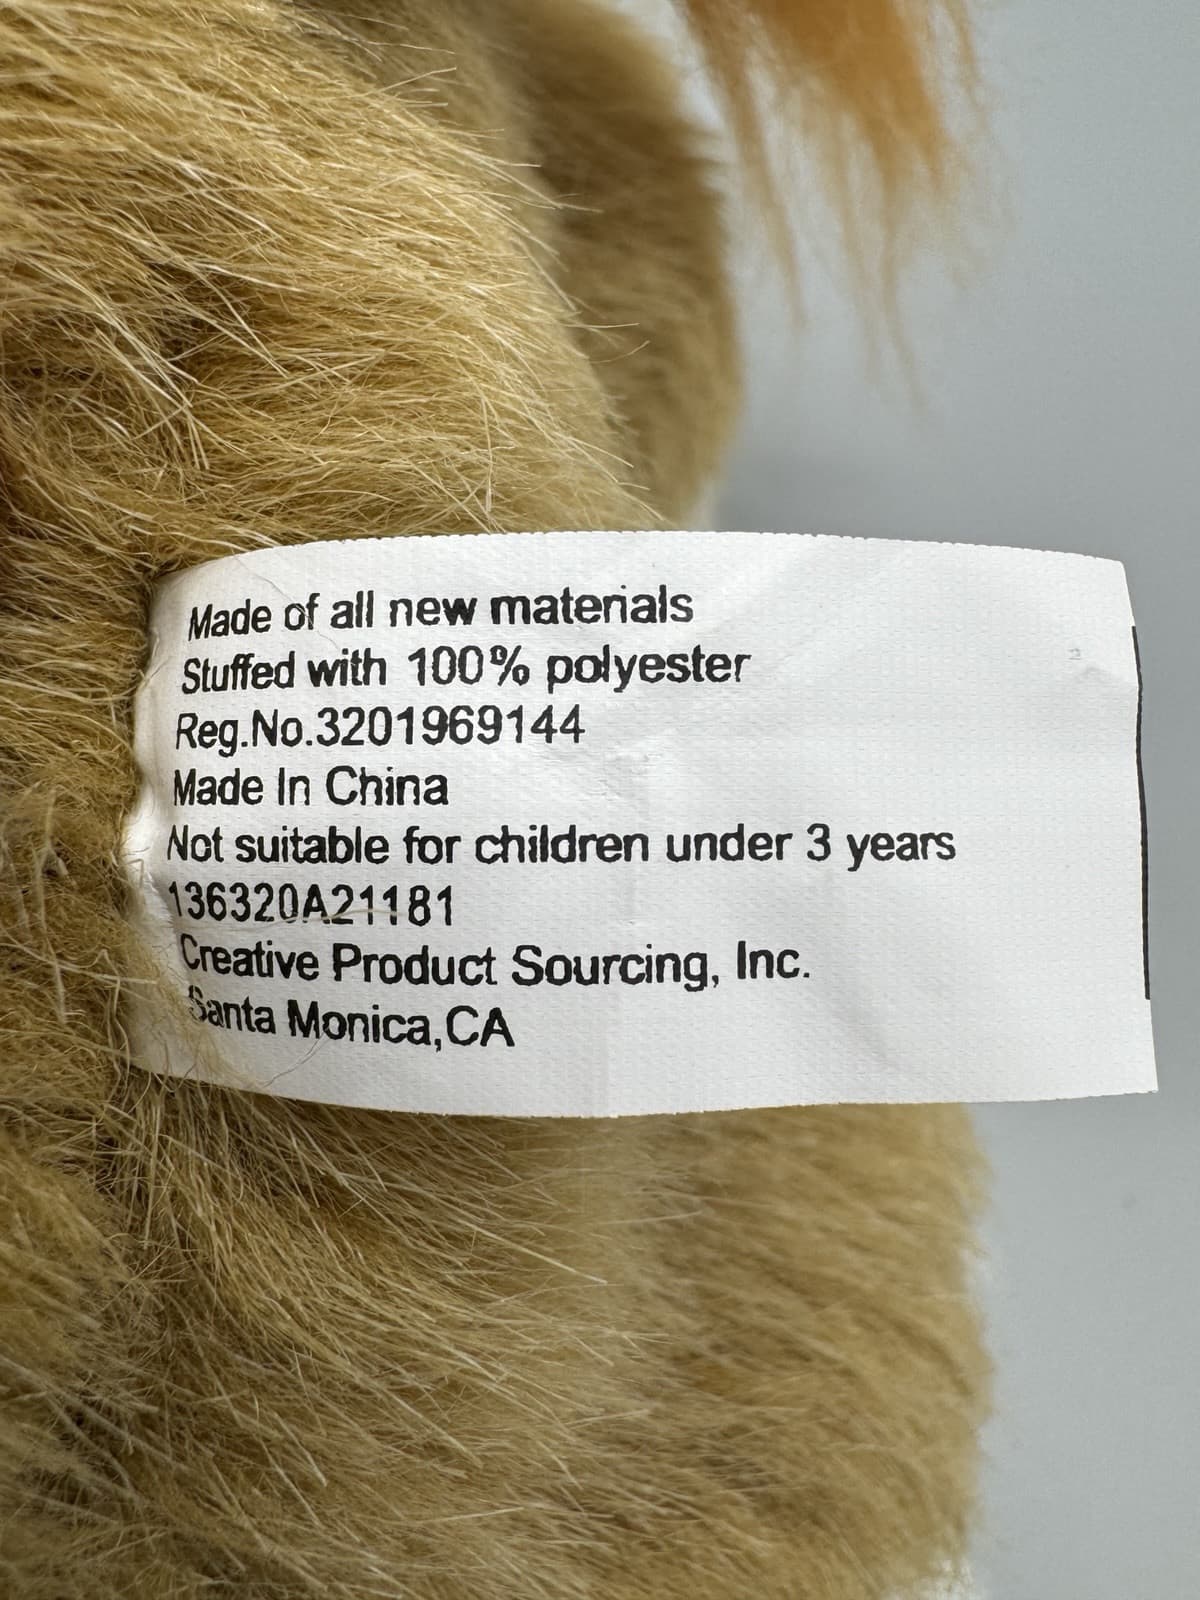 Made of all new materials
Stuffed with 100% polyester
Reg.No.3201969144
Made In China
Not suitable for children under 3 years
136320A21181
Creative Product Sourcing, Inc.
Santa Monica,CA